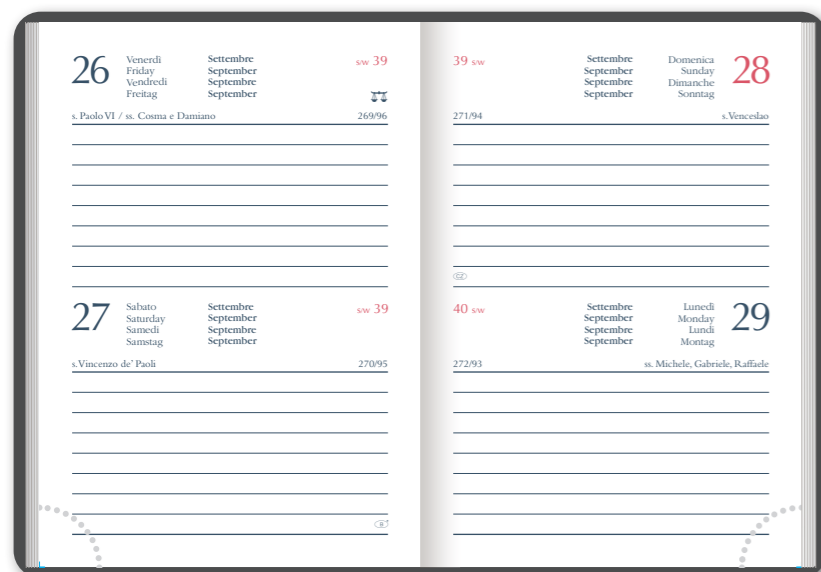 26
Venerdì Settembre s/w 39
Friday September
Vendredi Septembre
Freitag September
s. Paolo VI / ss. Cosma e Damiano 269/96
27
Sabato Settembre s/w 39
Saturday September
Samedi Septembre
Samstag September
s. Vincenzo de' Paoli 270/95
39 s/w Settembre Domenica
September Sunday
Septembre Dimanche
September Sonntag
28
271/94 s. Venceslao
40 s/w Settembre Lunedì
September Monday
Septembre Lundi
September Montag
29
272/93 ss. Michele, Gabriele, Raffaele